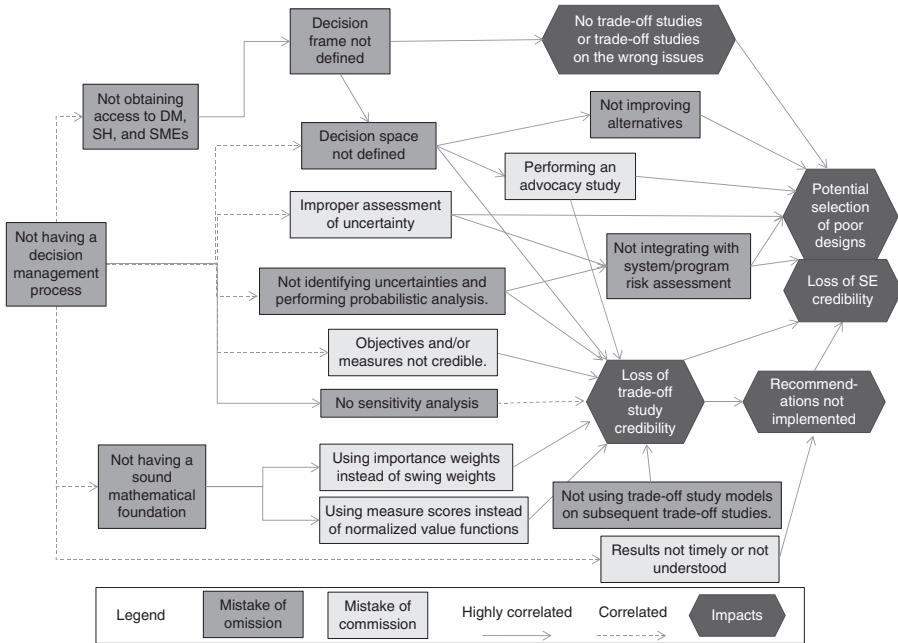 Decision
frame not
defined
No trade-off studies
or trade-off studies
on the wrong issues
Not obtaining
access to DM,
SH, and SMEs
Not improving
alternatives
Decision space
not defined
Performing an
advocacy study
Improper assessment
of uncertainty
Potential
selection
of poor
designs
Not having a
decision
management
process
Not integrating with
system/program
risk assessment
Not identifying uncertainties and
performing probabilistic analysis.
Loss of SE
credibility
Objectives and/or
measures not credible.
Loss of
trade-off
study
credibility
Recommend-
ations not
implemented
No sensitivity analysis
Not having a
sound
mathematical
foundation
Using importance weights
instead of swing weights
Using measure scores instead
of normalized value functions
Not using trade-off study models
on subsequent trade-off studies.
Results not timely or not
understood
Legend
Mistake of
omission
Mistake of
commission
Highly correlated
Correlated
Impacts